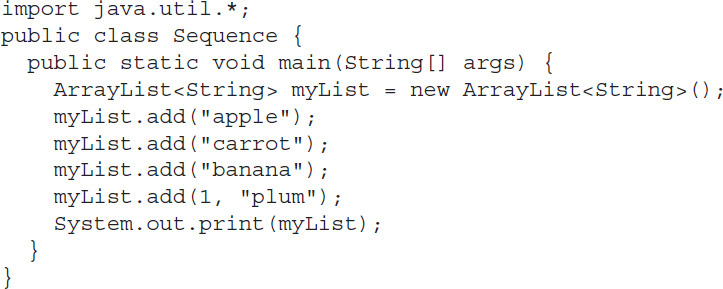 import java.util.*;
public class Sequence {
  public static void main(String[] args) {
    ArrayList<String> myList = new ArrayList<String>();
    myList.add("apple");
    myList.add("carrot");
    myList.add("banana");
    myList.add(1, "plum");
    System.out.print(myList);
  }
}